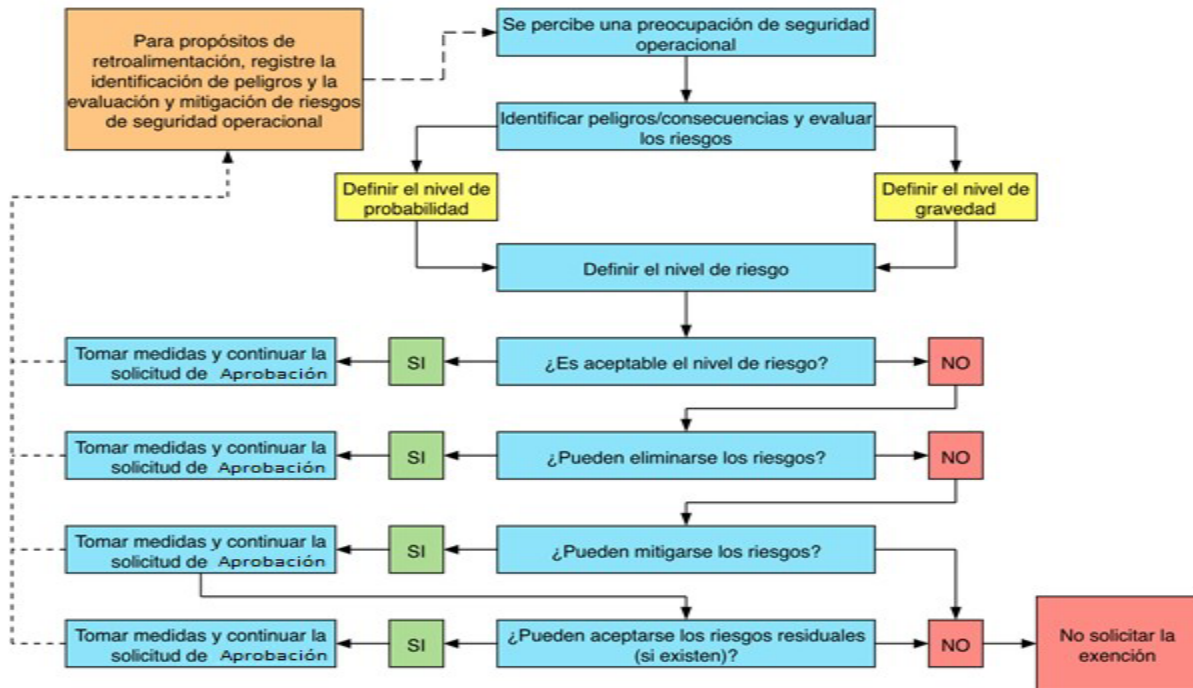 Para propósitos de
retroalimentación, registre la
identificación de peligros y la
evaluación y mitigación de riesgos
de seguridad operacional
Se percibe una preocupación de seguridad
operacional
Identificar peligros/consecuencias y evaluar
los riesgos
Definir el nivel de
probabilidad
Definir el nivel de
gravedad
Definir el nivel de riesgo
Tomar medidas y continuar la
solicitud de Aprobación
SI
¿Es aceptable el nivel de riesgo?
NO
Tomar medidas y continuar la
solicitud de Aprobación
SI
¿Pueden eliminarse los riesgos?
NO
Tomar medidas y continuar la
solicitud de Aprobación
SI
¿Pueden mitigarse los riesgos?
Tomar medidas y continuar la
solicitud de Aprobación
SI
¿Pueden aceptarse los riesgos residuales
(si existen)?
NO
No solicitar la
exención